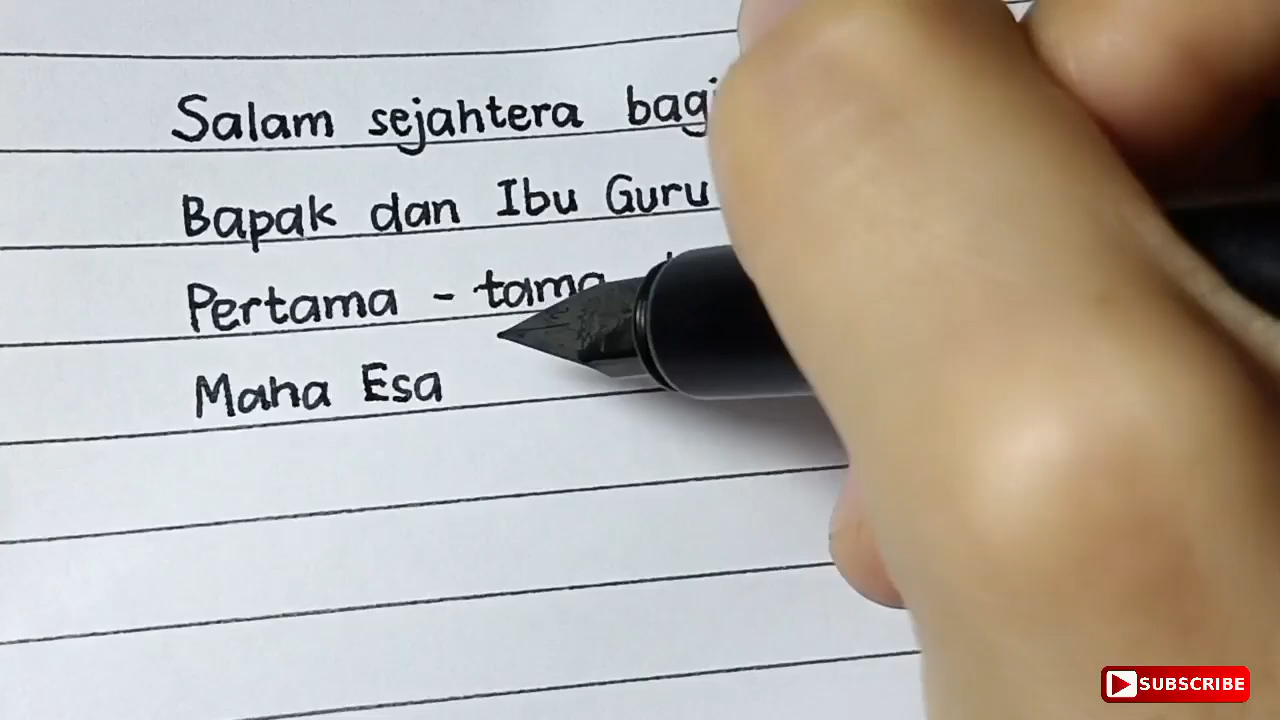 Salam sejahtera bagi
Bapak dan Ibu Guru
Pertama - tama
Maha Esa
SUBSCRIBE